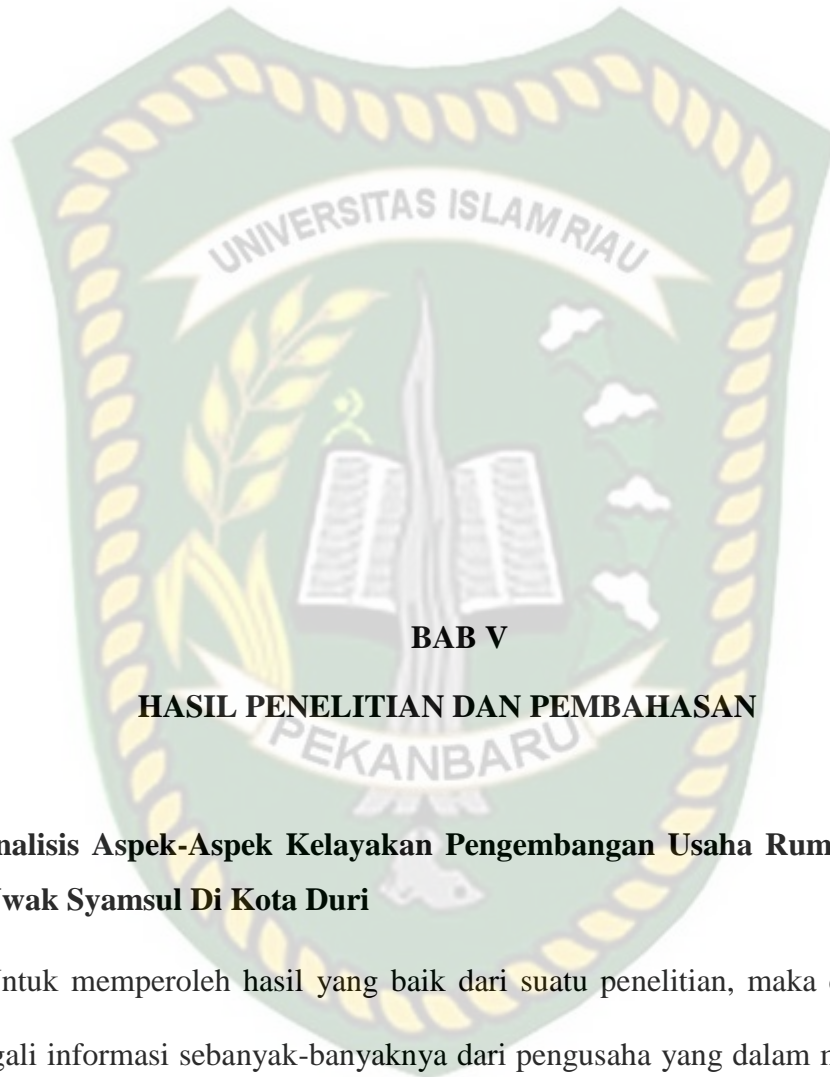 UNIVERSITAS ISLAM RIAU
BAB V
HASIL PENELITIAN DAN PEMBAHASAN
PEKANBARU
nalisis Aspek-Aspek Kelayakan Pengembangan Usaha Rum
wak Syamsul Di Kota Duri
ntuk memperoleh hasil yang baik dari suatu penelitian, maka
gali informasi sebanyak-banyaknya dari pengusaha yang dalam